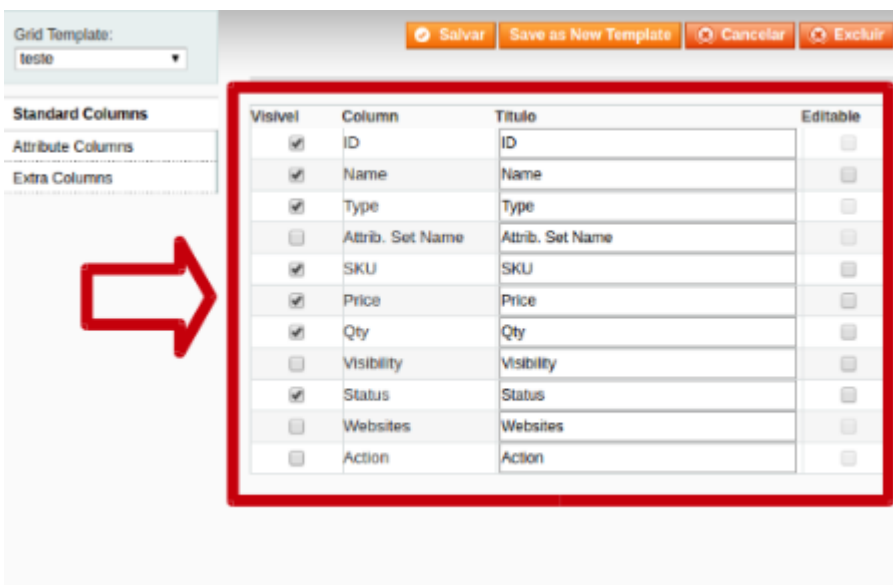 Grid Template:
teste
Salvar Save as New Template Cancelar Excluir
Standard Columns
Attribute Columns
Extra Columns
Visível Column Título Editable
ID ID
Name Name
Type Type
Attrib. Set Name Attrib. Set Name
SKU SKU
Price Price
Qty Qty
Visibility Visibility
Status Status
Websites Websites
Action Action